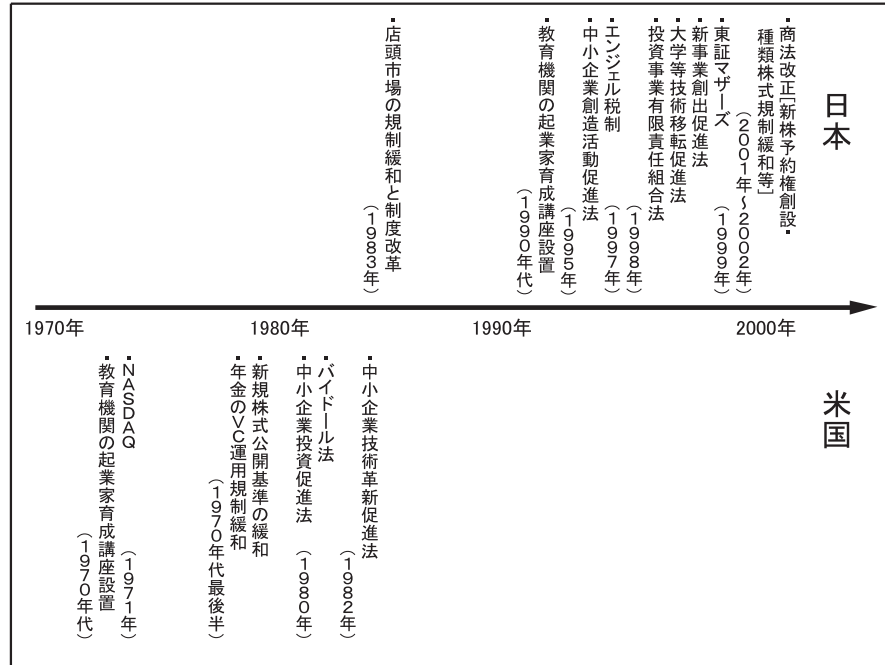 日本
・商法改正[新株予約権創設・
種類株式規制緩和等]
(2001年~2002年)
・東証マザーズ
(1999年)
・新事業創出促進法
・大学等技術移転促進法
・投資事業有限責任組合法
(1998年)
・エンジェル税制
(1997年)
・中小企業創造活動促進法
(1995年)
・教育機関の起業家育成講座設置
(1990年代)
・店頭市場の規制緩和と制度改革
(1983年)
1970年
1980年
1990年
2000年
米国
・中小企業技術革新促進法
(1982年)
・バイドール法
・中小企業投資促進法
(1980年)
・新規株式公開基準の緩和
・年金のVC運用規制緩和
(1970年代最後半)
・NASDAQ
(1971年)
・教育機関の起業家育成講座設置
(1970年代)